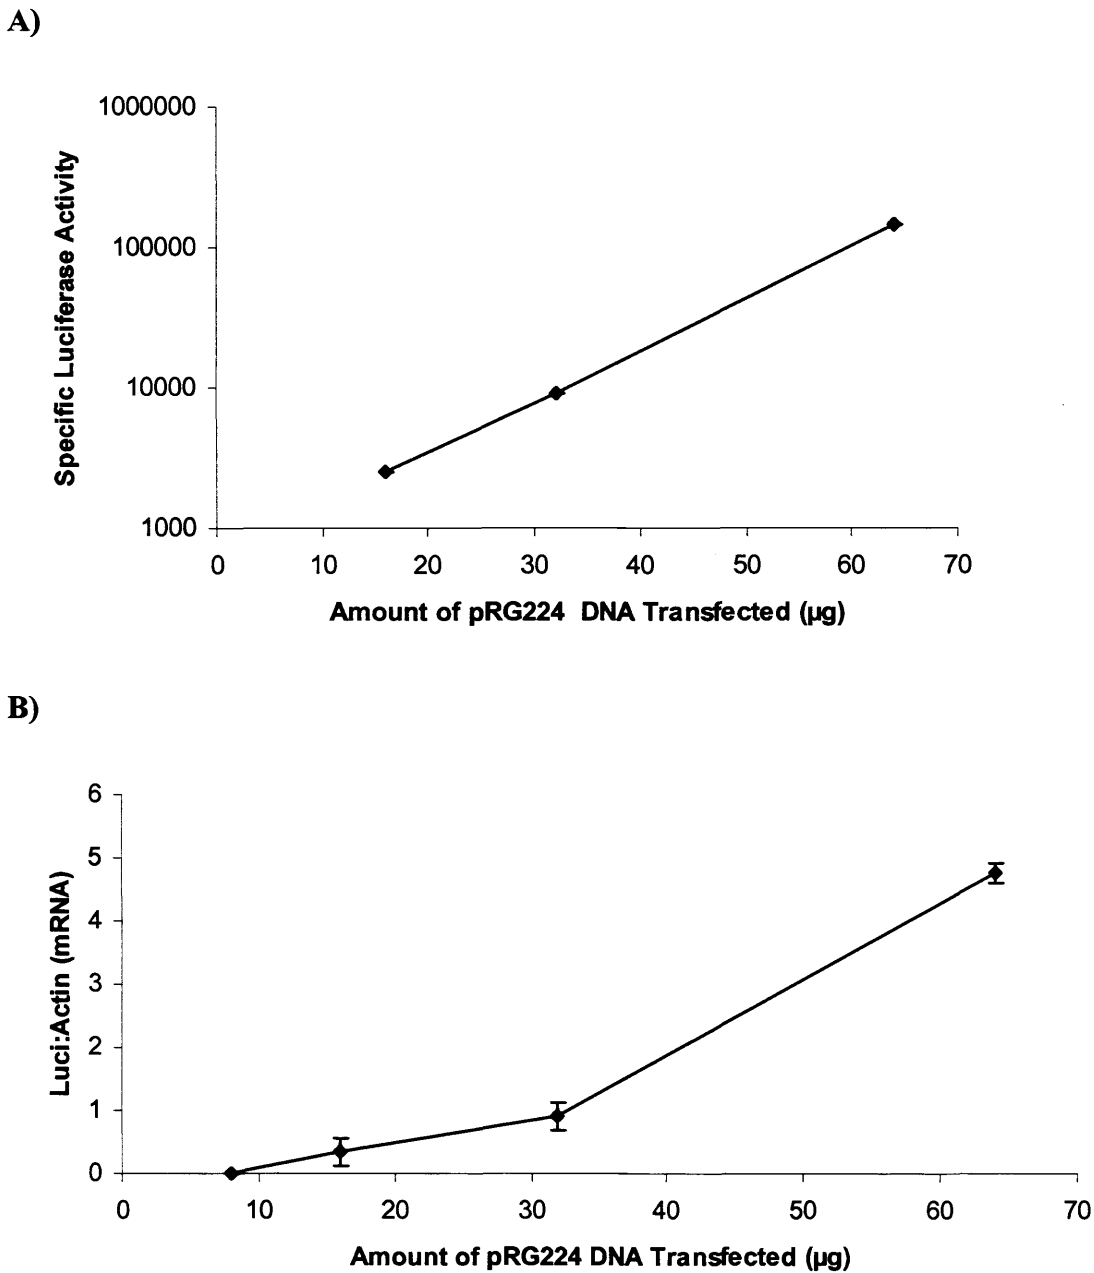 A)
1000000
100000
10000
1000
Specific Luciferase Activity
0 10 20 30 40 50 60 70
Amount of pRG224 DNA Transfected (µg)
B)
6
5
4
3
2
1
0
Luci:Actin (mRNA)
0 10 20 30 40 50 60 70
Amount of pRG224 DNA Transfected (µg)